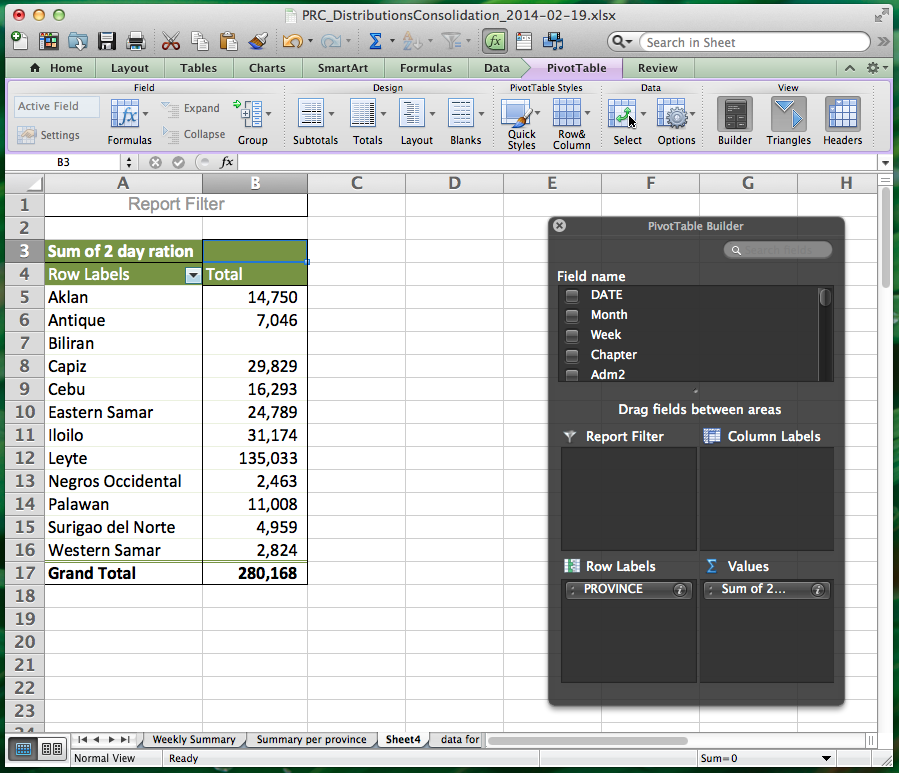 PRC_DistributionsConsolidation_2014-02-19.xlsx
Search in Sheet
Home Layout Tables Charts SmartArt Formulas Data PivotTable Review
Field Design PivotTable Styles Data View
Active Field
Settings
Formulas
Expand
Collapse
Group
Subtotals
Totals
Layout
Blanks
Quick
Styles
Row&
Column
Select
Options
Builder
Triangles
Headers
B3 fx
A B C D E F G H
1 Report Filter
2
3 Sum of 2 day ration
4 Row Labels Total
5 Aklan 14,750
6 Antique 7,046
7 Biliran
8 Capiz 29,829
9 Cebu 16,293
10 Eastern Samar 24,789
11 Iloilo 31,174
12 Leyte 135,033
13 Negros Occidental 2,463
14 Palawan 11,008
15 Surigao del Norte 4,959
16 Western Samar 2,824
17 Grand Total 280,168
18
19
20
21
22
23
24
PivotTable Builder
Search fields...
Field name
DATE
Month
Week
Chapter
Adm2
Drag fields between areas
Report Filter Column Labels
Row Labels Values
PROVINCE Sum of 2...
Weekly Summary Summary per province Sheet4 data for
Normal View Ready Sum=0